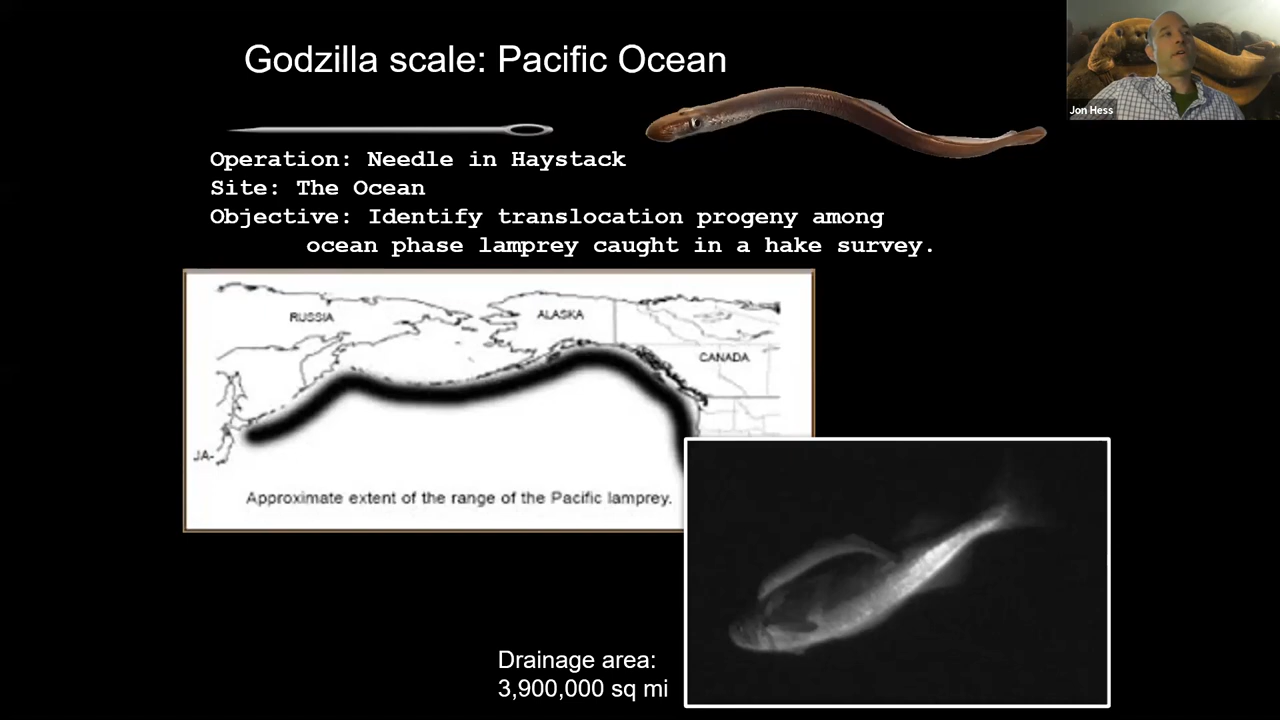 Godzilla scale: Pacific Ocean
Jon Hess
Operation: Needle in Haystack
Site: The Ocean
Objective: Identify translocation progeny among
ocean phase lamprey caught in a hake survey.
RUSSIA
ALASKA
CANADA
JA-
Approximate extent of the range of the Pacific lamprey.
Drainage area:
3,900,000 sq mi